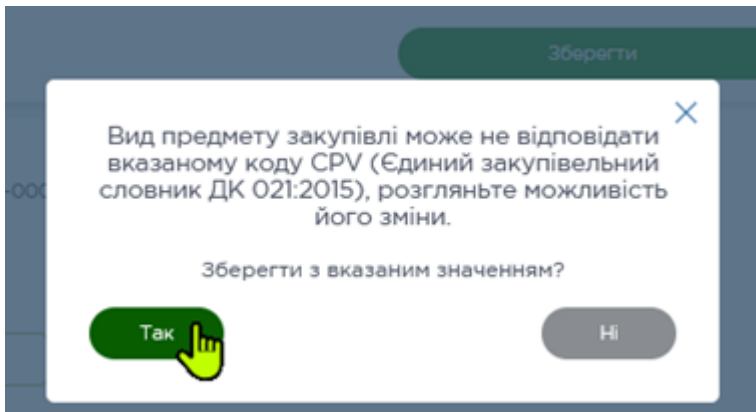 Зберегти
Вид предмету закупівлі може не відповідати
вказаному коду CPV (Єдиний закупівельний
словник ДК 021:2015), розгляньте можливість
його зміни.
-000
Зберегти з вказаним значенням?
Так
Ні